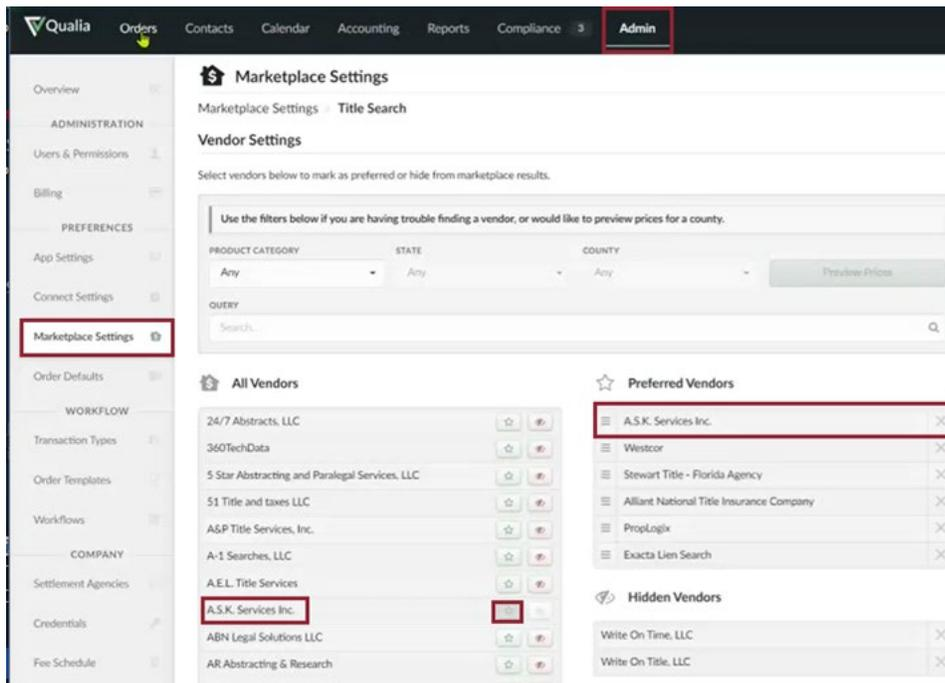 Qualia Orders Contacts Calendar Accounting Reports Compliance 3 Admin
Overview
ADMINISTRATION
Users & Permissions
Billing
PREFERENCES
App Settings
Connect Settings
Marketplace Settings
Order Defaults
WORKFLOW
Transaction Types
Order Templates
Workflows
COMPANY
Settlement Agencies
Credentials
Fee Schedule
Marketplace Settings
Marketplace Settings Title Search
Vendor Settings
Select vendors below to mark as preferred or hide from marketplace results.
Use the filters below if you are having trouble finding a vendor, or would like to preview prices for a county.
PRODUCT CATEGORY STATE COUNTY
Any Any Any Preview Prices
QUERY
Search...
All Vendors
24/7 Abstracts, LLC
360TechData
5 Star Abstracting and Paralegal Services, LLC
51 Title and taxes LLC
A&P Title Services, Inc.
A-1 Searches, LLC
A.E.L. Title Services
A.S.K. Services Inc.
ABN Legal Solutions LLC
AR Abstracting & Research
Preferred Vendors
A.S.K. Services Inc.
Westcor
Stewart Title - Florida Agency
Alliant National Title Insurance Company
PropLogix
Exacta Lien Search
Hidden Vendors
Write On Time, LLC
Write On Title, LLC